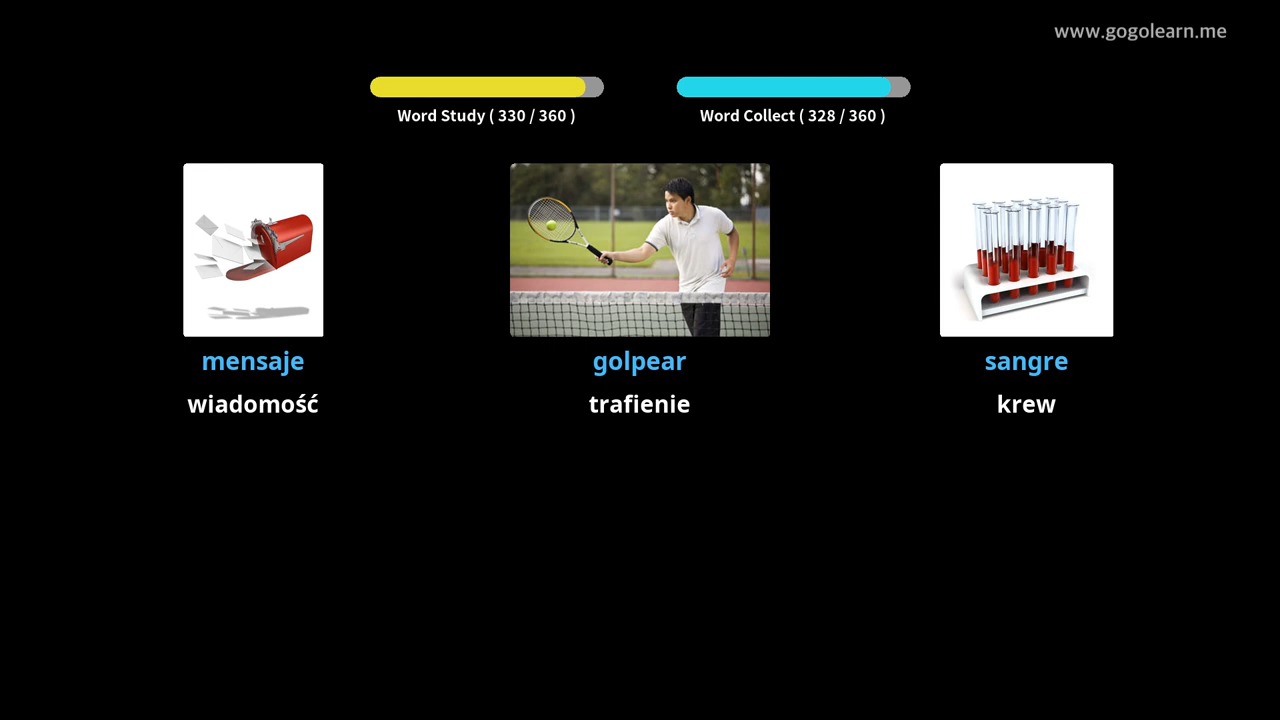 www.gogolearn.me
Word Study ( 330 / 360 )
Word Collect ( 328 / 360 )
mensaje
golpear
sangre
wiadomość
trafienie
krew